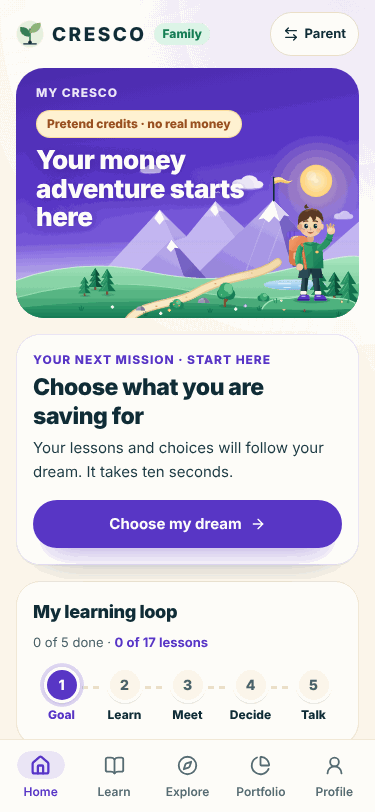 CRESCO Family Parent
MY CRESCO
Pretend credits · no real money
Your money
adventure starts
here
YOUR NEXT MISSION · START HERE
Choose what you are
saving for
Your lessons and choices will follow your
dream. It takes ten seconds.
Choose my dream →
My learning loop
0 of 5 done · 0 of 17 lessons
1 2 3 4 5
Goal Learn Meet Decide Talk
Home Learn Explore Portfolio Profile